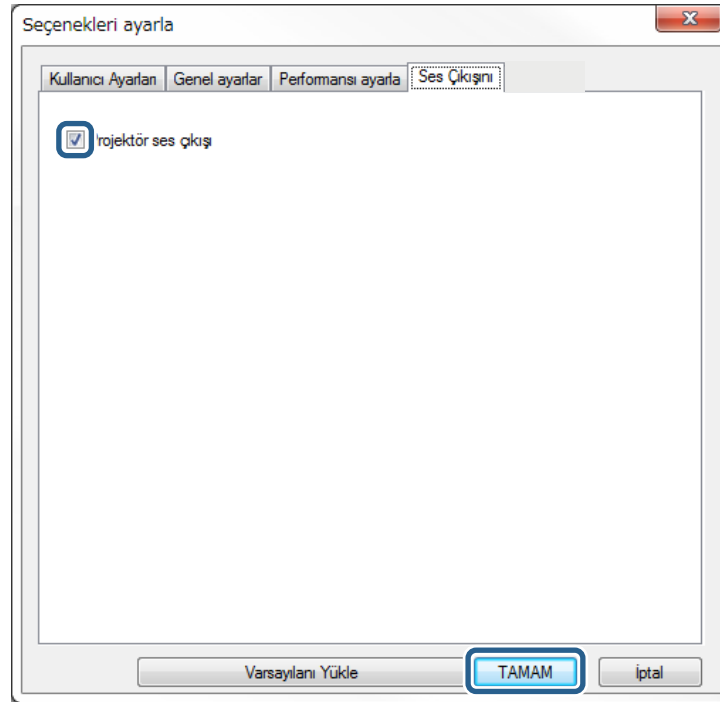 Seçenekleri ayarla
Kullanıcı Ayarları Genel ayarlar Performansı ayarla Ses Çıkışını
rojektör ses çıkışı
Varsayılanı Yükle TAMAM İptal